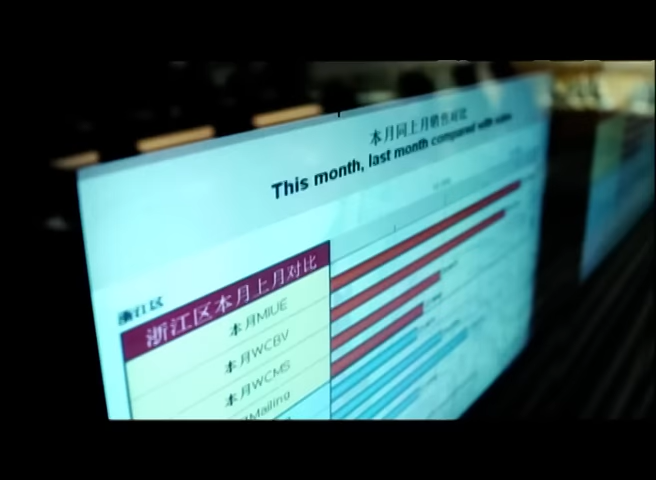 本月同上月销售对比
This month, last month compared with sales
浙江区
浙江区本月上月对比
本月MIUE
本月WCBV
本月WCMS
Mailing